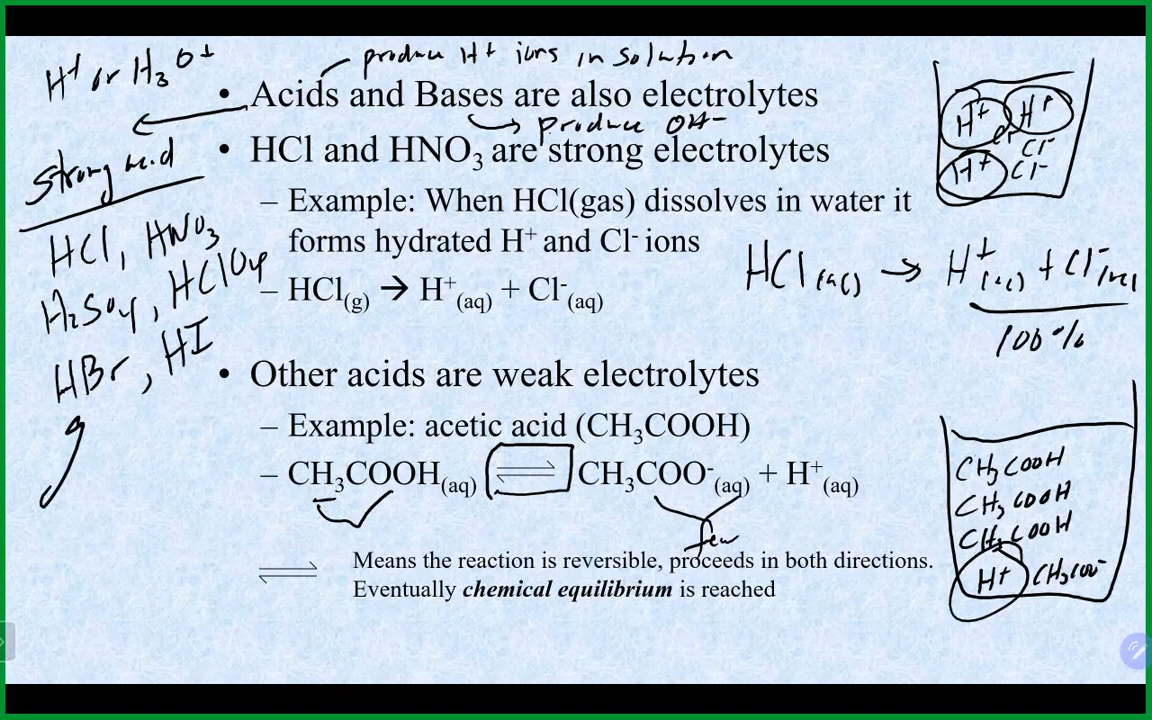 produce H+ ions in solution
H+ or H₃O+
• Acids and Bases are also electrolytes
produce OH-
• HCl and HNO₃ are strong electrolytes
– Example: When HCl(gas) dissolves in water it
forms hydrated H⁺ and Cl⁻ ions
– HCl(g) → H⁺(aq) + Cl⁻(aq)
• Other acids are weak electrolytes
– Example: acetic acid (CH₃COOH)
– CH₃COOH(aq) ⇌ CH₃COO⁻(aq) + H⁺(aq)
few
⇌ Means the reaction is reversible, proceeds in both directions.
Eventually chemical equilibrium is reached
strong acid
HCl, HNO₃
H₂SO₄, HClO₄
HBr, HI
H+ H+
Cl-
H+ Cl-
HCl(aq) → H+(aq) + Cl-(aq)
100%
CH₃COOH
CH₃COOH
CH₃COOH
H+ CH₃COO-